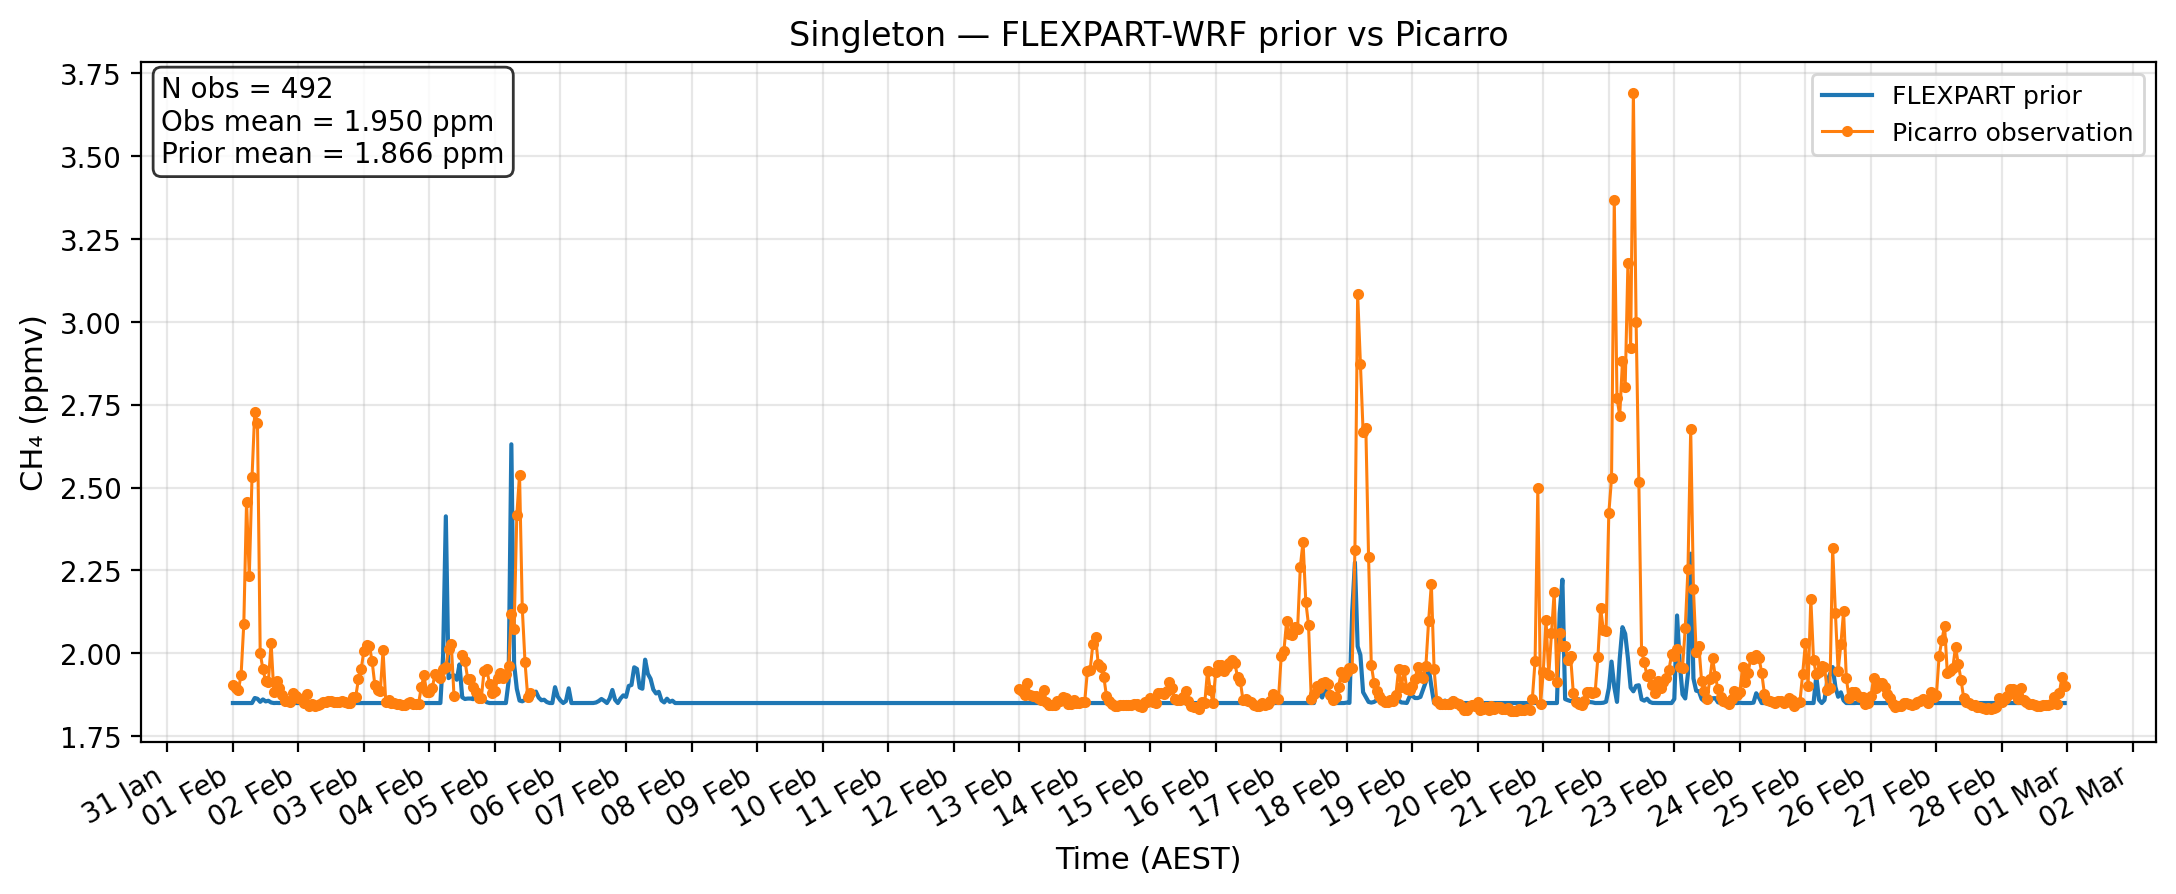 Singleton — FLEXPART-WRF prior vs Picarro
N obs = 492
Obs mean = 1.950 ppm
Prior mean = 1.866 ppm
FLEXPART prior
Picarro observation
CH₄ (ppmv)
3.75
3.50
3.25
3.00
2.75
2.50
2.25
2.00
1.75
31 Jan
01 Feb
02 Feb
03 Feb
04 Feb
05 Feb
06 Feb
07 Feb
08 Feb
09 Feb
10 Feb
11 Feb
12 Feb
13 Feb
14 Feb
15 Feb
16 Feb
17 Feb
18 Feb
19 Feb
20 Feb
21 Feb
22 Feb
23 Feb
24 Feb
25 Feb
26 Feb
27 Feb
28 Feb
01 Mar
02 Mar
Time (AEST)